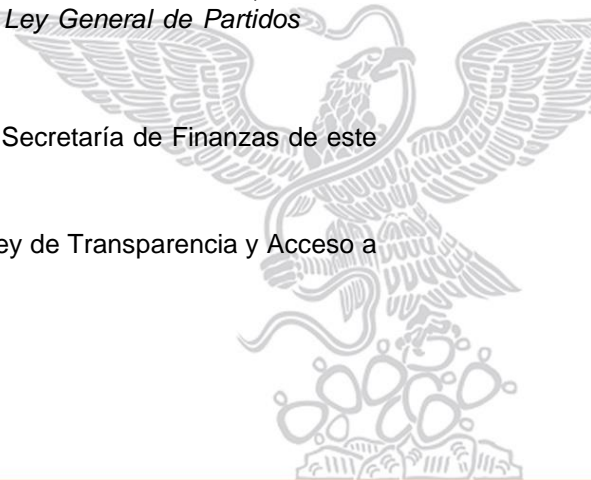 Ley General de Partidos
Secretaría de Finanzas de este
ey de Transparencia y Acceso a